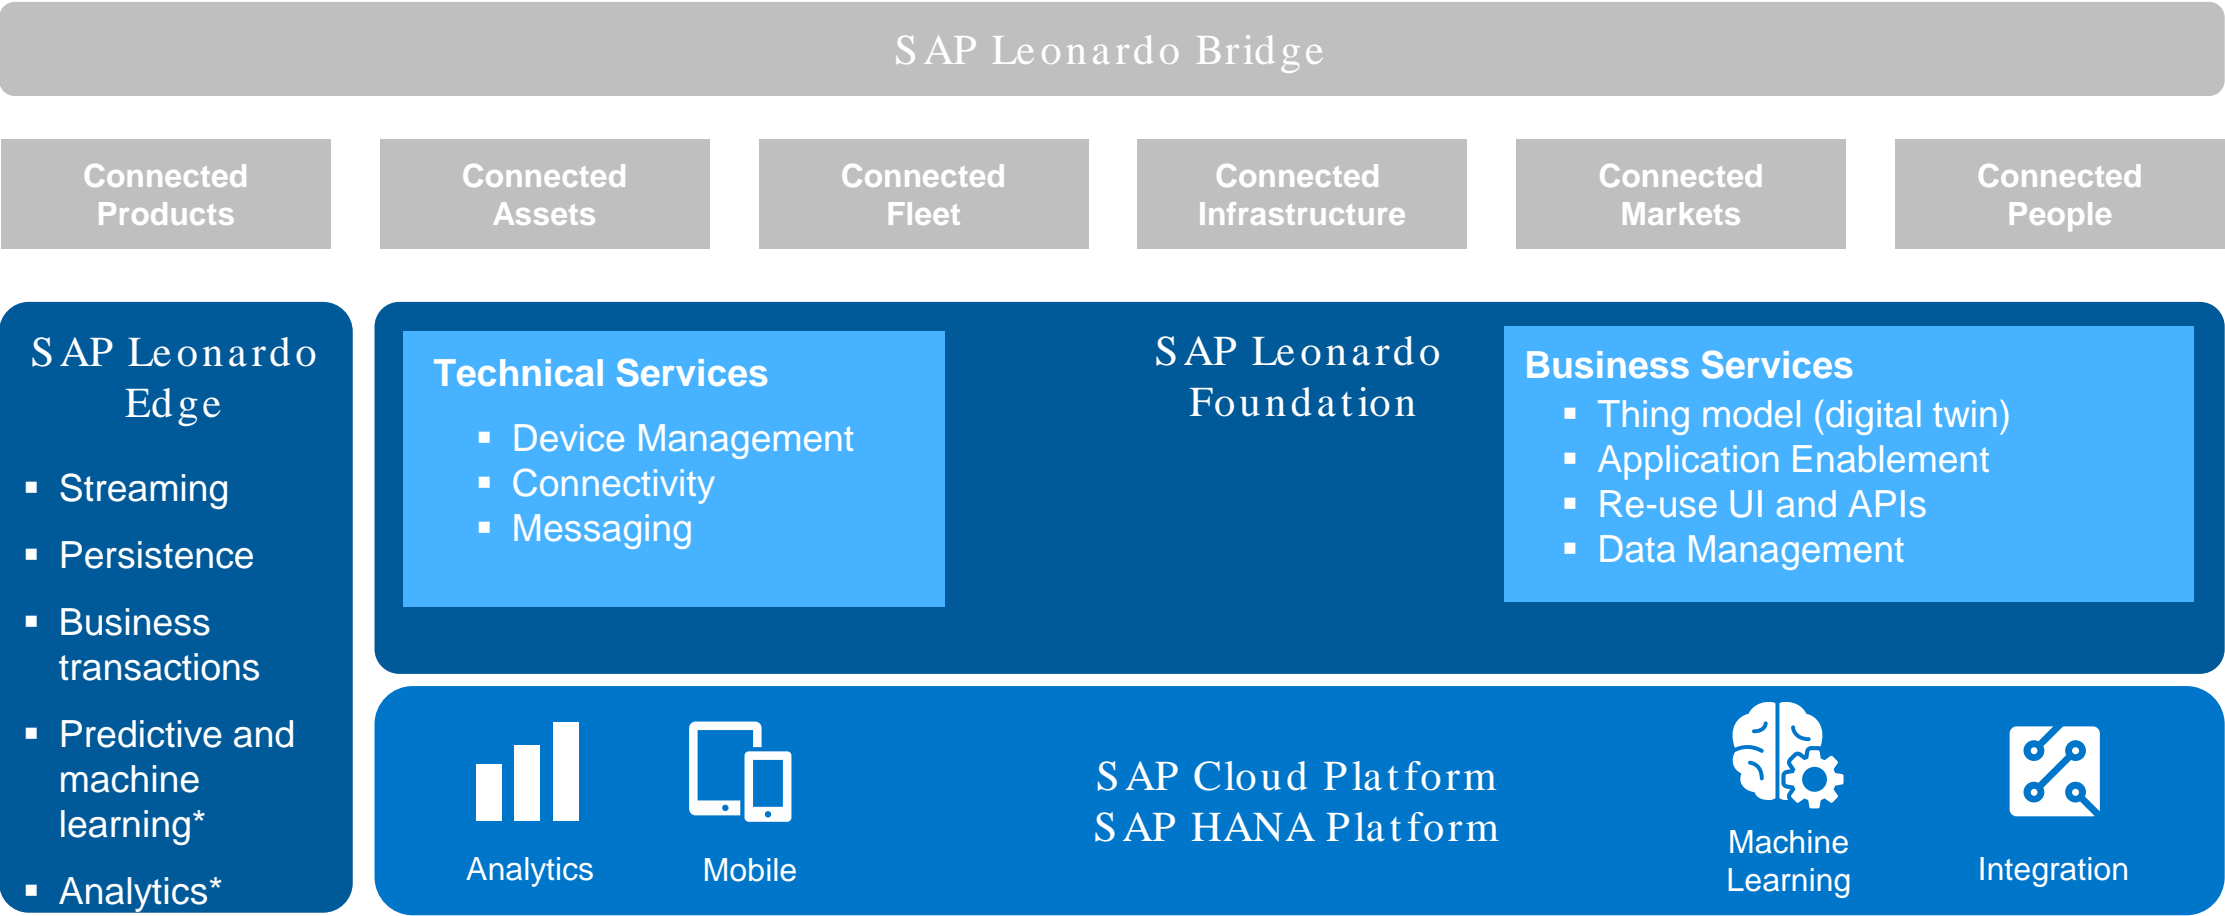 SAP Leonardo Bridge
Connected
Products
Connected
Assets
Connected
Fleet
Connected
Infrastructure
Connected
Markets
Connected
People
SAP Leonardo
Edge
▪ Streaming
▪ Persistence
▪ Business
transactions
▪ Predictive and
machine
learning*
▪ Analytics*
Technical Services
▪ Device Management
▪ Connectivity
▪ Messaging
SAP Leonardo
Foundation
Business Services
▪ Thing model (digital twin)
▪ Application Enablement
▪ Re-use UI and APIs
▪ Data Management
Analytics
Mobile
SAP Cloud Platform
SAP HANA Platform
Machine
Learning
Integration